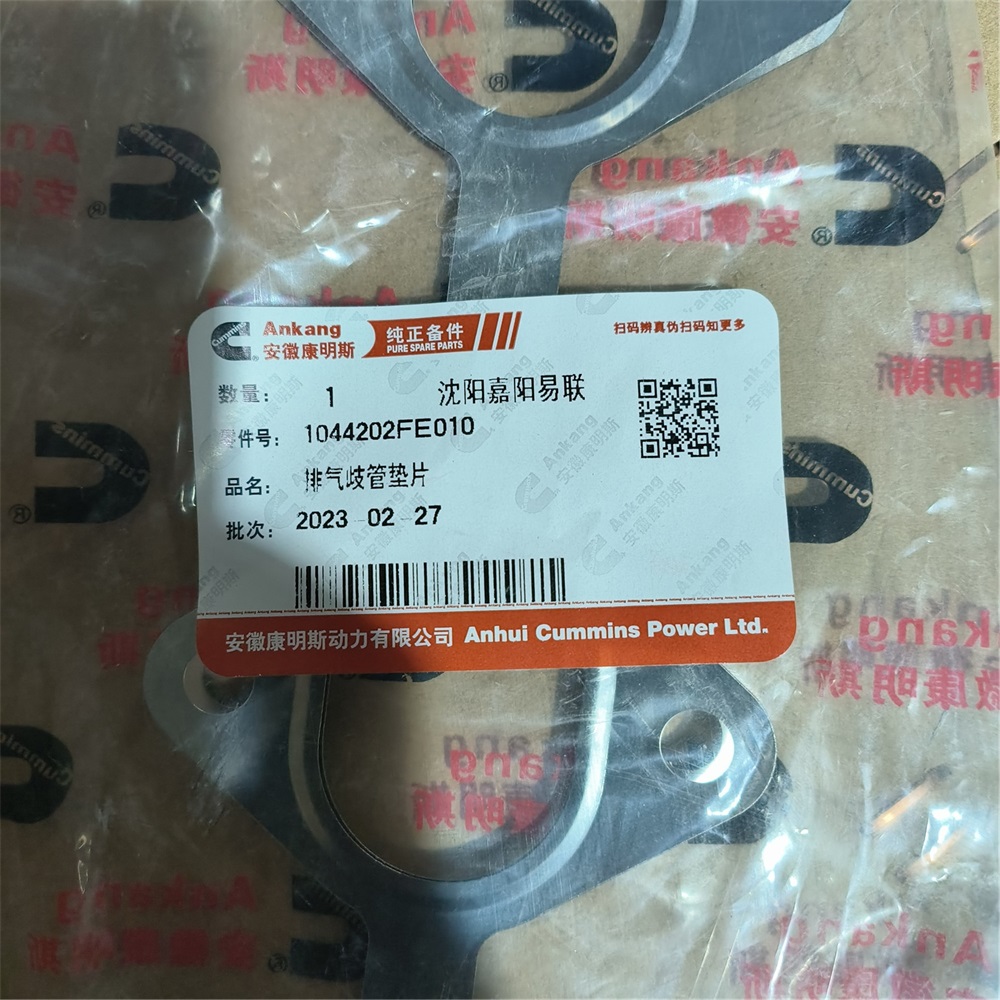 Cummins
Ankang
安徽康明斯
纯正备件
PURE SPARE PARTS
扫码辨真伪扫码知更多
数量： 1 沈阳嘉阳易联
零件号： 1044202FE010
品名： 排气歧管垫片
批次： 2023-02-27
安徽康明斯动力有限公司 Anhui Cummins Power Ltd.
Ankang
安徽康明斯
Cummins